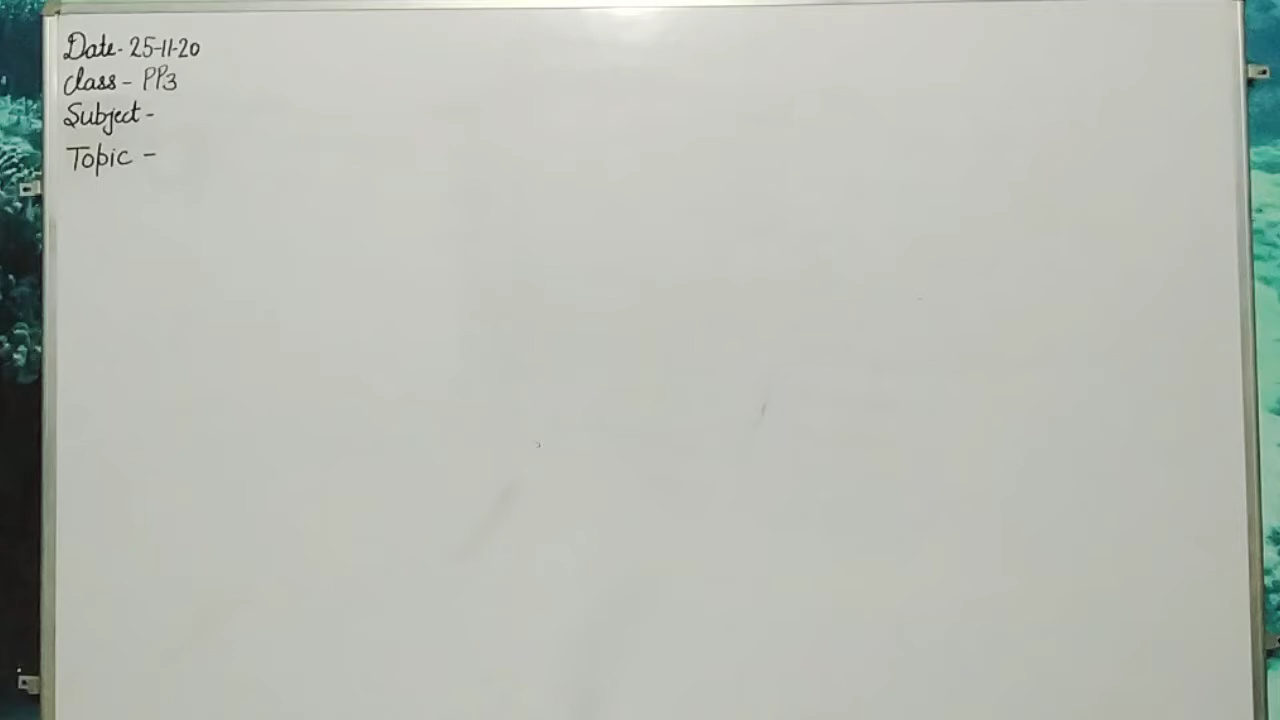 Date- 25-11-20
Class - PP3
Subject -
Topic -